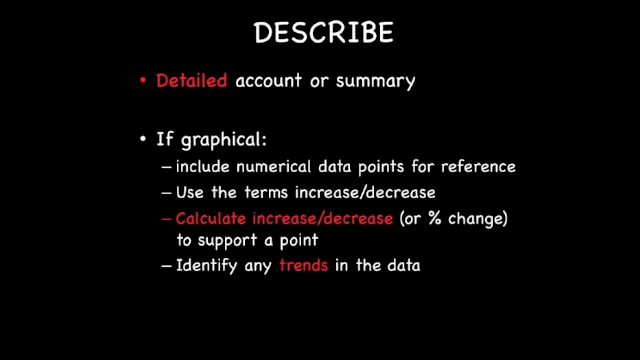 DESCRIBE
• Detailed account or summary
• If graphical:
– include numerical data points for reference
– Use the terms increase/decrease
– Calculate increase/decrease (or % change)
to support a point
– Identify any trends in the data